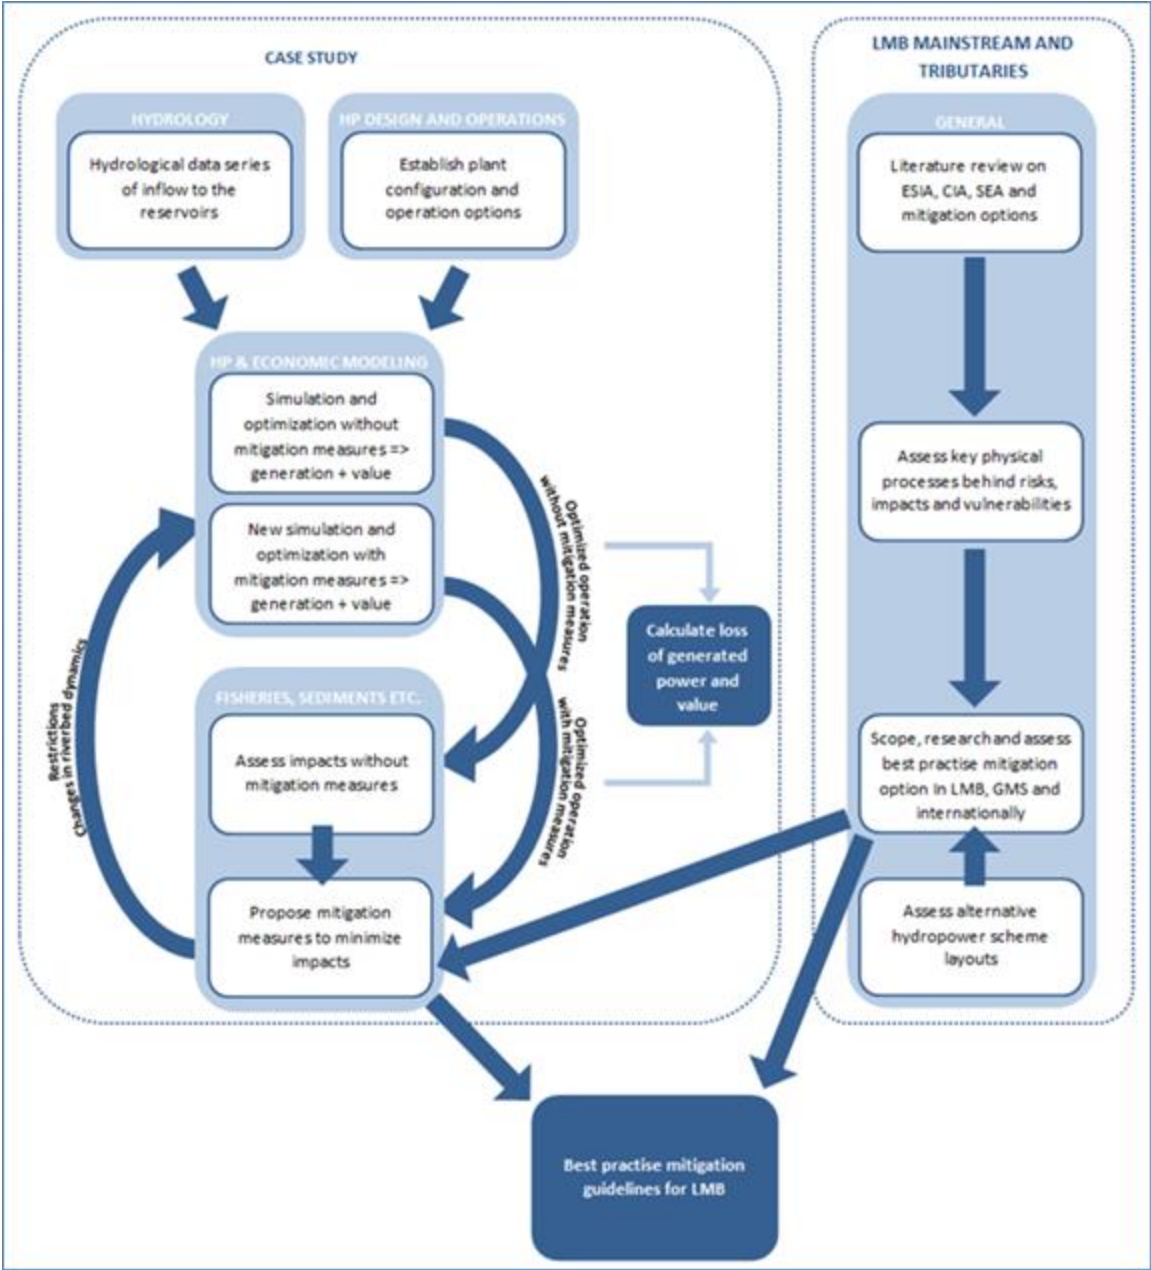 CASE STUDY
HYDROLOGY
Hydrological data series
of inflow to the
reservoirs
HP DESIGN AND OPERATIONS
Establish plant
configuration and
operation options
HP & ECONOMIC MODELING
Simulation and
optimization without
mitigation measures =>
generation + value
New simulation and
optimization with
mitigation measures =>
generation + value
Optimized operation
without mitigation measures
Optimized operation
with mitigation measures
Restrictions
Changes in riverbed dynamics
Calculate loss
of generated
power and
value
FISHERIES, SEDIMENTS ETC.
Assess impacts without
mitigation measures
Propose mitigation
measures to minimize
impacts
LMB MAINSTREAM AND
TRIBUTARIES
GENERAL
Literature review on
ESIA, CIA, SEA and
mitigation options
Assess key physical
processes behind risks,
impacts and vulnerabilities
Scope, research and assess
best practise mitigation
option in LMB, GMS and
internationally
Assess alternative
hydropower scheme
layouts
Best practise mitigation
guidelines for LMB